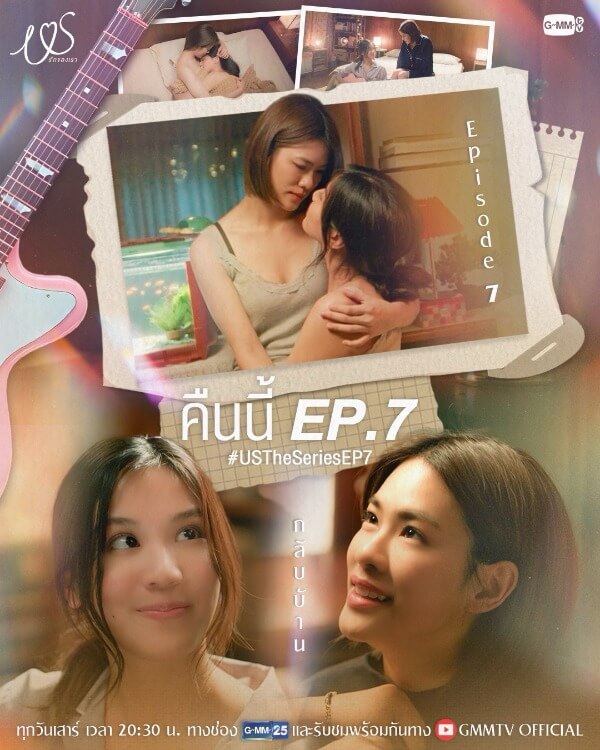 US
รักของเรา
GMMTV
Episode 7
คืนนี้ EP.7
#USTheSeriesEP7
กลับบ้าน
ทุกวันเสาร์ เวลา 20:30 น. ทางช่อง GMM 25 และรับชมพร้อมกันทาง GMMTV OFFICIAL